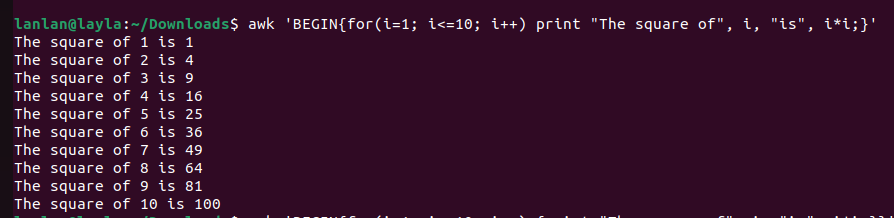 lanlan@layla:~/Downloads$ awk 'BEGIN{for(i=1; i<=10; i++) print "The square of", i, "is", i*i;}'
The square of 1 is 1
The square of 2 is 4
The square of 3 is 9
The square of 4 is 16
The square of 5 is 25
The square of 6 is 36
The square of 7 is 49
The square of 8 is 64
The square of 9 is 81
The square of 10 is 100